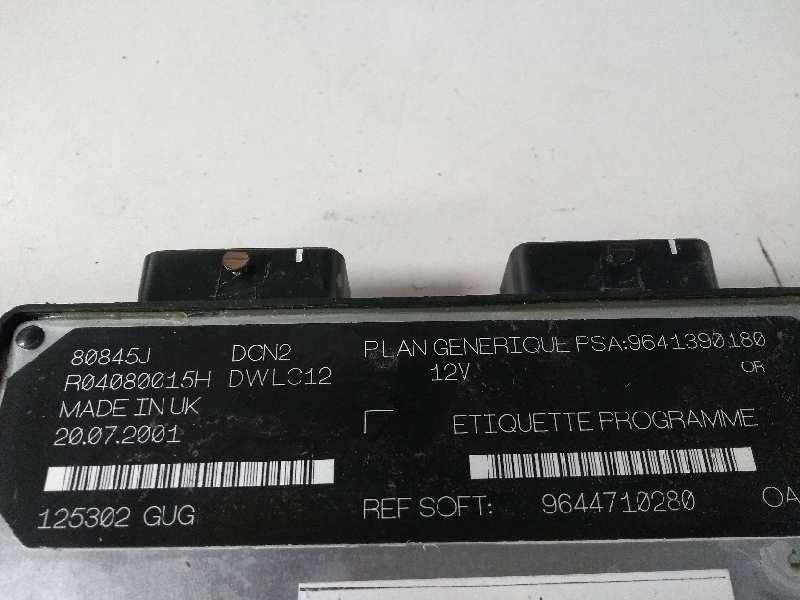 80845J DCN2
R04080015H DWLC12
MADE IN UK
20.07.2001
125302 GUG
PLAN GENERIQUE PSA:9641390180
12V OR
ETIQUETTE PROGRAMME
REF SOFT: 9644710280 OA